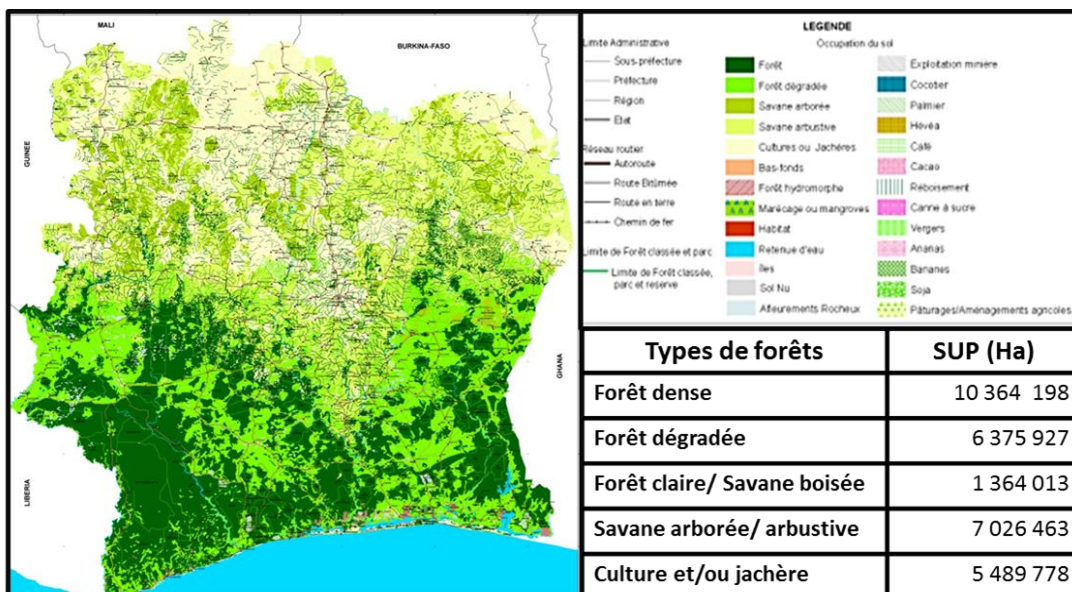 MALI
BURKINA-FASO
GUINEE
GHANA
LIBERIA
LEGENDE
Limite Administrative
Sous-préfecture
Préfecture
Région
Etat
Réseau routier
Autoroute
Route Bitûmée
Route en terre
Chemin de fer
Limite de Forêt classée et parc
Limite de Forêt classée,
parc et reserve
Occupation du sol
Forêt
Forêt dégradée
Savane arborée
Savane arbustive
Cultures ou Jachères
Bas-fonds
Forêt hydromorphe
Marécage ou mangroves
Habitat
Retenue d'eau
Îles
Sol Nu
Afleurements Rocheux
Exploitation minière
Cocotier
Palmier
Hévéa
Café
Cacao
Réboisement
Canne à sucre
Vergers
Ananas
Bananes
Soja
Pâturages/Aménagements agricoles
Types de forêts SUP (Ha)
Forêt dense 10 364 198
Forêt dégradée 6 375 927
Forêt claire/ Savane boisée 1 364 013
Savane arborée/ arbustive 7 026 463
Culture et/ou jachère 5 489 778